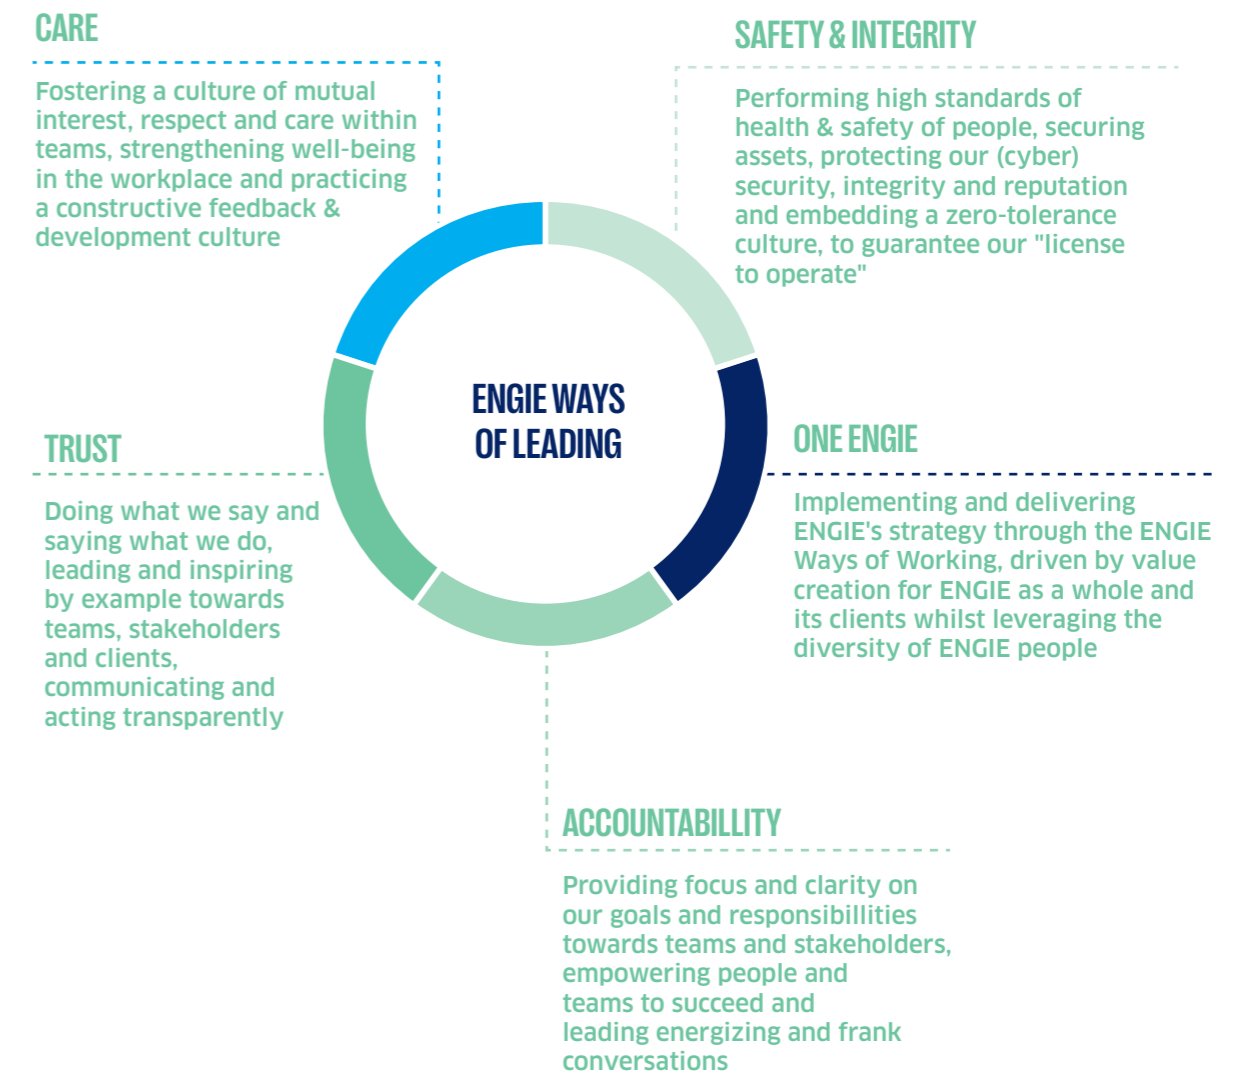 CARE
Fostering a culture of mutual
interest, respect and care within
teams, strengthening well-being
in the workplace and practicing
a constructive feedback &
development culture
SAFETY & INTEGRITY
Performing high standards of
health & safety of people, securing
assets, protecting our (cyber)
security, integrity and reputation
and embedding a zero-tolerance
culture, to guarantee our "license
to operate"
ENGIE WAYS
OF LEADING
TRUST
Doing what we say and
saying what we do,
leading and inspiring
by example towards
teams, stakeholders
and clients,
communicating and
acting transparently
ONE ENGIE
Implementing and delivering
ENGIE's strategy through the ENGIE
Ways of Working, driven by value
creation for ENGIE as a whole and
its clients whilst leveraging the
diversity of ENGIE people
ACCOUNTABILLITY
Providing focus and clarity on
our goals and responsibillities
towards teams and stakeholders,
empowering people and
teams to succeed and
leading energizing and frank
conversations